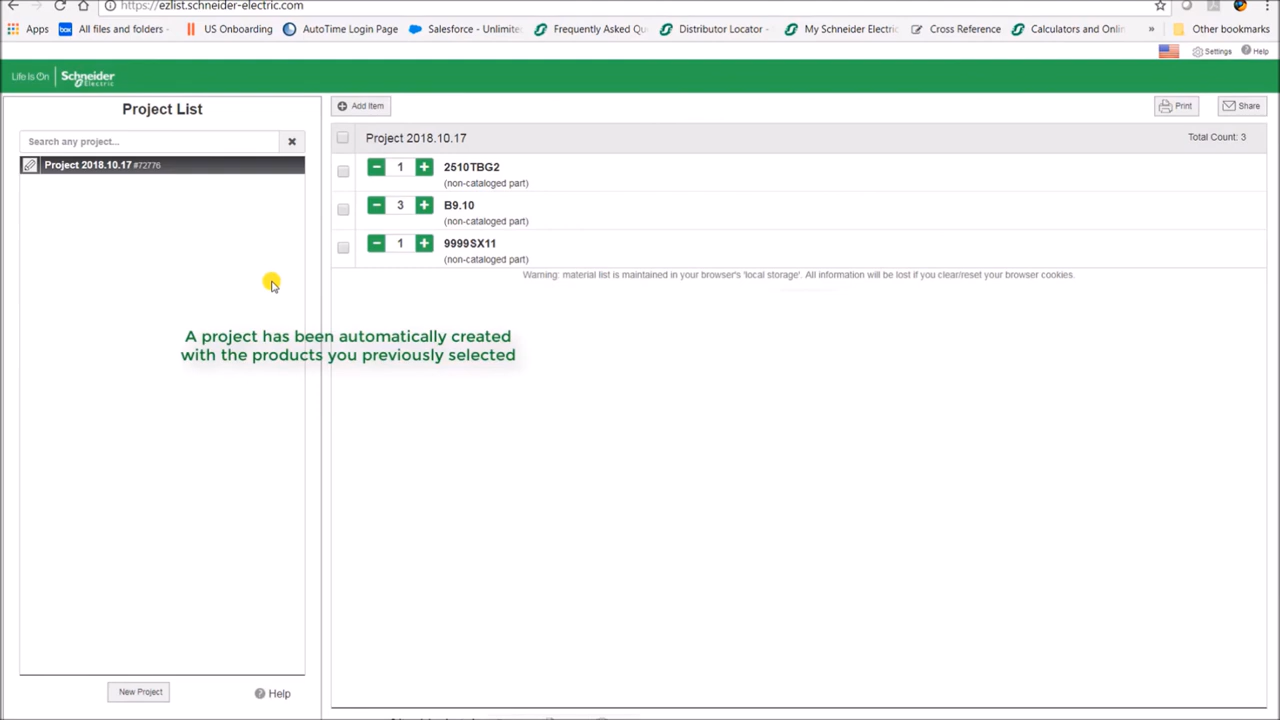 https://ezlist.schneider-electric.com
Apps All files and folders US Onboarding AutoTime Login Page Salesforce - Unlimite Frequently Asked Qu Distributor Locator - My Schneider Electric Cross Reference Calculators and Onlin » Other bookmarks
Settings Help
Life Is On Schneider Electric
Project List
Search any project...
Project 2018.10.17 #72776
New Project
Help
Add Item
Print Share
Project 2018.10.17 Total Count: 3
1 2510TBG2
(non-cataloged part)
3 B9.10
(non-cataloged part)
1 9999SX11
(non-cataloged part)
Warning: material list is maintained in your browser's 'local storage'. All information will be lost if you clear/reset your browser cookies.
A project has been automatically created
with the products you previously selected